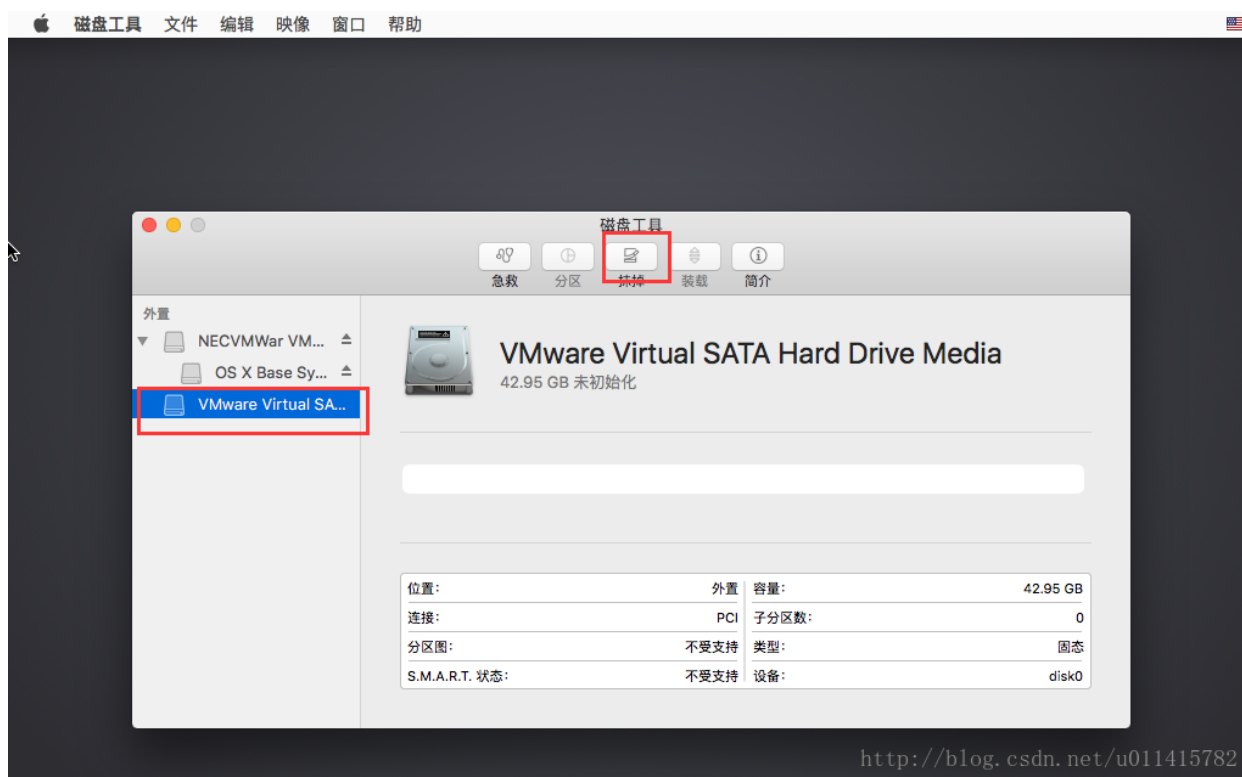 磁盘工具 文件 编辑 映像 窗口 帮助
磁盘工具
急救 分区 抹掉 装载 简介
外置
NECVMWar VM...
OS X Base Sy...
VMware Virtual SA...
VMware Virtual SATA Hard Drive Media
42.95 GB 未初始化
位置: 外置 容量: 42.95 GB
连接: PCI 子分区数: 0
分区图: 不受支持 类型: 固态
S.M.A.R.T. 状态: 不受支持 设备: disk0
http://blog.csdn.net/u011415782